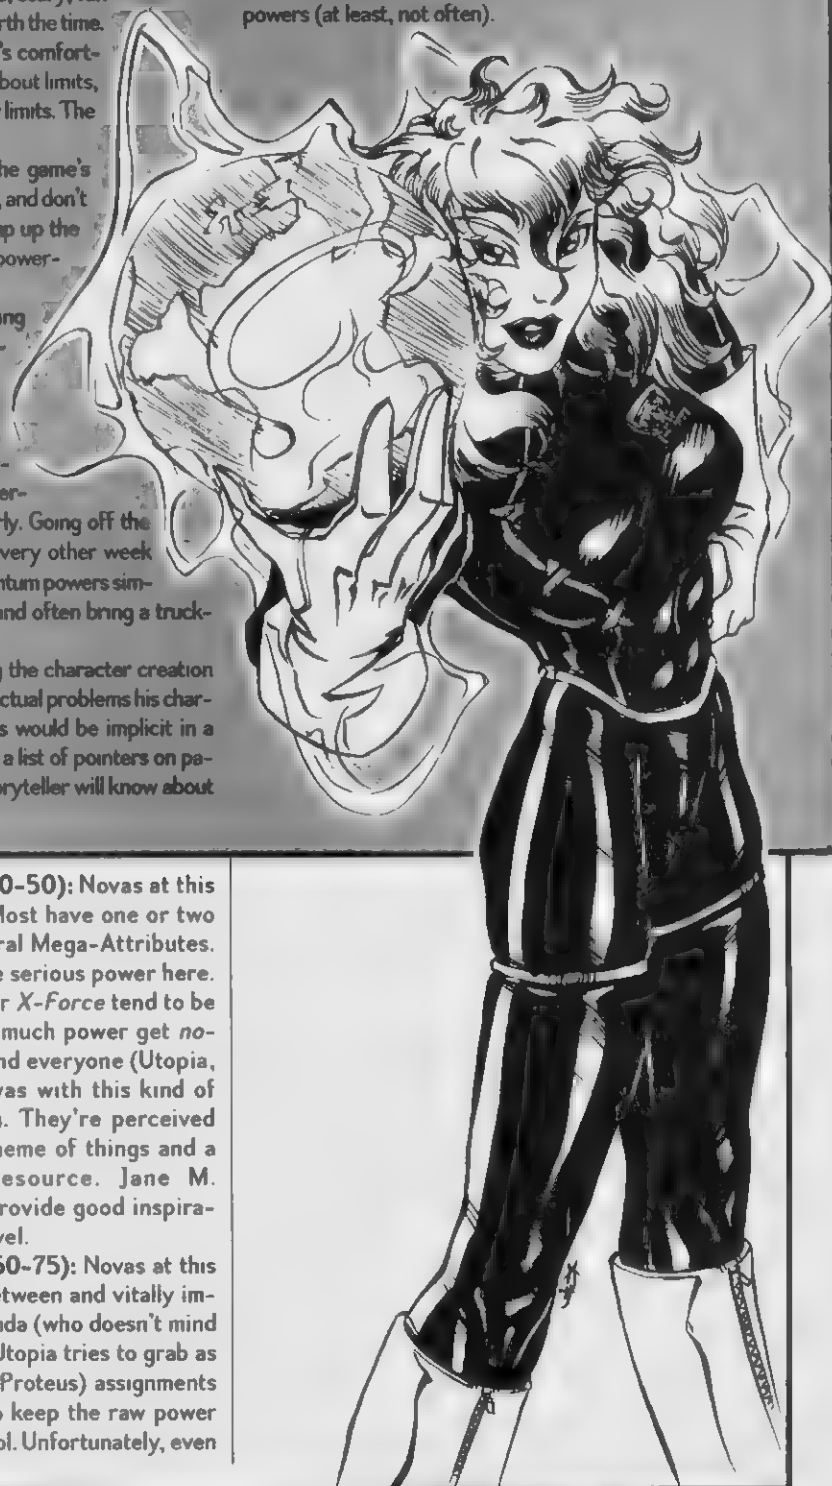 rth the time.
's comfort-
bout limits,
limits. The
he game's
, and don't
p up the
power-
ng
-
-
er-
rly. Going off the
very other week
ntum powers sim-
nd often bring a truck-
g the character creation
ctual problems his char-
s would be implicit in a
a list of pointers on pa-
oryteller will know about
powers (at least, not often).
0-50): Novas at this
Most have one or two
ral Mega-Attributes.
e serious power here.
r X-Force tend to be
much power get no-
nd everyone (Utopia,
vas with this kind of
s. They're perceived
heme of things and a
esource. Jane M.
rovide good inspira-
vel.
50-75): Novas at this
tween and vitally im-
nda (who doesn't mind
Utopia tries to grab as
Proteus) assignments
o keep the raw power
ol. Unfortunately, even